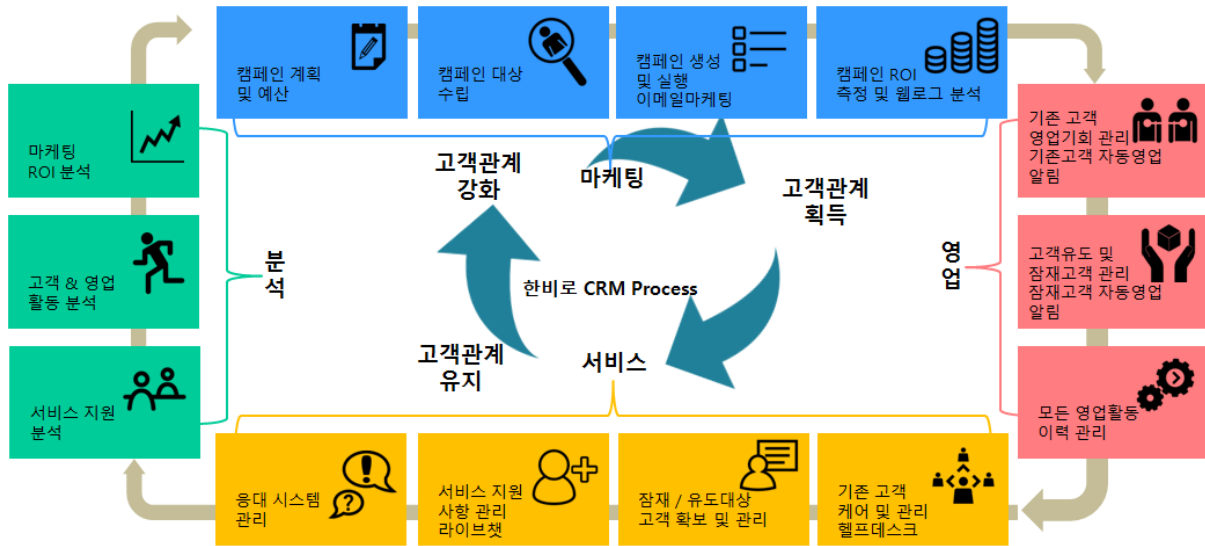 캠페인 계획
및 예산
캠페인 대상
수립
캠페인 생성
및 실행
이메일마케팅
캠페인 ROI
측정 및 웹로그 분석
마케팅
ROI 분석
고객 & 영업
활동 분석
서비스 지원
분석
분
석
고객관계
강화
마케팅
고객관계
획득
한비로 CRM Process
고객관계
유지
서비스
영
업
기존 고객
영업기회 관리
기존고객 자동영업
알림
고객유도 및
잠재고객 관리
잠재고객 자동영업
알림
모든 영업활동
이력 관리
응대 시스템
관리
서비스 지원
사항 관리
라이브챗
잠재 / 유도대상
고객 확보 및 관리
기존 고객
케어 및 관리
헬프데스크